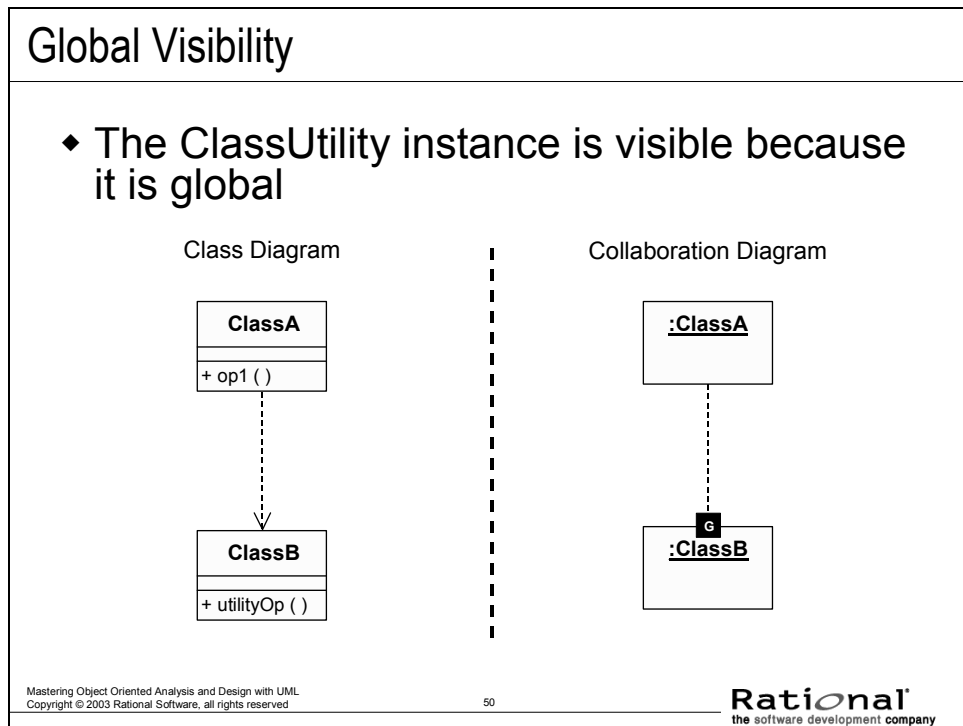 Global Visibility
◆ The ClassUtility instance is visible because
it is global
Class Diagram
Collaboration Diagram
ClassA
+ op1 ( )
ClassB
+ utilityOp ( )
:ClassA
G
:ClassB
Mastering Object Oriented Analysis and Design with UML
Copyright © 2003 Rational Software, all rights reserved
50
Rational
the software development company